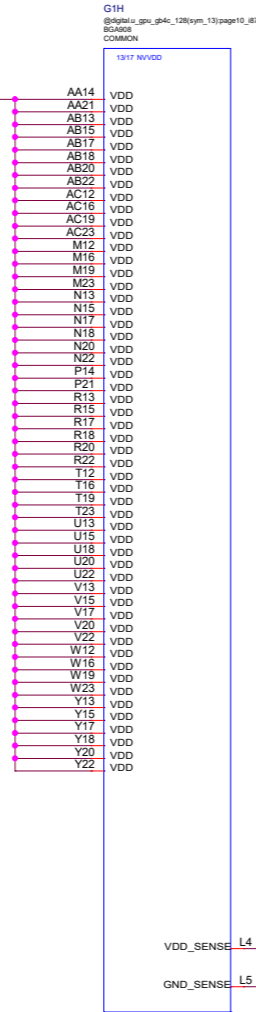 G1H
@digital.u_gpu_gb4c_128(sym_13):page10_i87
BGA908
COMMON
13/17 NVVDD
AA14 VDD
AA21 VDD
AB13 VDD
AB15 VDD
AB17 VDD
AB18 VDD
AB20 VDD
AB22 VDD
AC12 VDD
AC16 VDD
AC19 VDD
AC23 VDD
M12 VDD
M16 VDD
M19 VDD
M23 VDD
N13 VDD
N15 VDD
N17 VDD
N18 VDD
N20 VDD
N22 VDD
P14 VDD
P21 VDD
R13 VDD
R15 VDD
R17 VDD
R18 VDD
R20 VDD
R22 VDD
T12 VDD
T16 VDD
T19 VDD
T23 VDD
U13 VDD
U15 VDD
U18 VDD
U20 VDD
U22 VDD
V13 VDD
V15 VDD
V17 VDD
V20 VDD
V22 VDD
W12 VDD
W16 VDD
W19 VDD
W23 VDD
Y13 VDD
Y15 VDD
Y17 VDD
Y18 VDD
Y20 VDD
Y22 VDD
VDD_SENSE L4
GND_SENSE L5